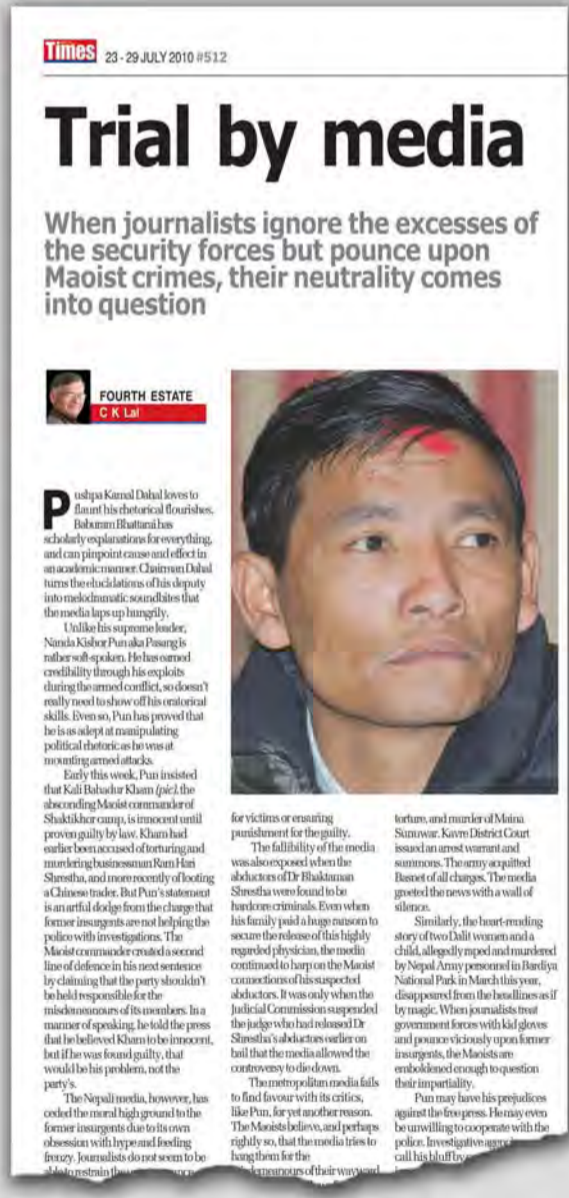 Times 23 - 29 JULY 2010 #512
Trial by media
When journalists ignore the excesses of
the security forces but pounce upon
Maoist crimes, their neutrality comes
into question
FOURTH ESTATE
C K Lal
Pushpa Kamal Dahal loves to
flaunt his rhetorical flourishes.
Baburam Bhattarai has
scholarly explanations for everything,
and can pinpoint cause and effect in
an academic manner. Chairman Dahal
turns the elucidations of his deputy
into melodramatic soundbites that
the media laps up hungrily.
Unlike his supreme leader,
Nanda Kishor Pun aka Pasang is
rather soft-spoken. He has earned
credibility through his exploits
during the armed conflict, so doesn't
really need to show off his oratorical
skills. Even so, Pun has proved that
he is as adept at manipulating
political rhetoric as he was at
mounting armed attacks.
Early this week, Pun insisted
that Kali Bahadur Kham (pic), the
absconding Maoist commander of
Shaktikhor camp, is innocent until
proven guilty by law. Kham had
earlier been accused of torturing and
murdering businessman Ram Hari
Shrestha, and more recently of looting
a Chinese trader. But Pun's statement
is an artful dodge from the charge that
former insurgents are not helping the
police with investigations. The
Maoist commander created a second
line of defence in his next sentence
by claiming that the party shouldn't
be held responsible for the
misdemeanours of its members. In a
manner of speaking, he told the press
that he believed Kham to be innocent,
but if he was found guilty, that
would be his problem, not the
party's.
The Nepali media, however, has
ceded the moral high ground to the
former insurgents due to its own
obsession with hype and feeding
frenzy. Journalists do not seem to be
able to restrain
for victims or ensuring
punishment for the guilty.
The fallibility of the media
was also exposed when the
abductors of Dr Bhaktaman
Shrestha were found to be
hardcore criminals. Even when
his family paid a huge ransom to
secure the release of this highly
regarded physician, the media
continued to harp on the Maoist
connections of his suspected
abductors. It was only when the
Judicial Commission suspended
the judge who had released Dr
Shrestha's abductors earlier on
bail that the media allowed the
controversy to die down.
The metropolitan media fails
to find favour with its critics,
like Pun, for yet another reason.
The Maoists believe, and perhaps
rightly so, that the media tries to
hang them for the
of their wayward
torture, and murder of Maina
Sunuwar. Kavre District Court
issued an arrest warrant and
summons. The army acquitted
Basnet of all charges. The media
greeted the news with a wall of
silence.
Similarly, the heart-rending
story of two Dalit women and a
child, allegedly raped and murdered
by Nepal Army personnel in Bardiya
National Park in March this year,
disappeared from the headlines as if
by magic. When journalists treat
government forces with kid gloves
and pounce viciously upon former
insurgents, the Maoists are
emboldened enough to question
their impartiality.
Pun may have his prejudices
against the free press. He may even
be unwilling to cooperate with the
police. Investigative
call his bluff by